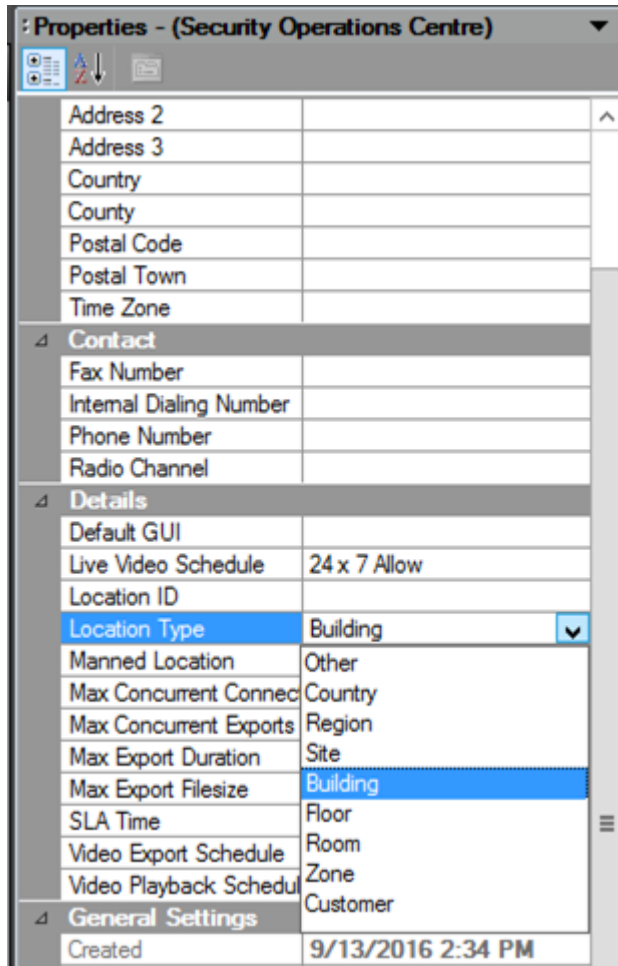 Properties - (Security Operations Centre)
Address 2
Address 3
Country
County
Postal Code
Postal Town
Time Zone
Contact
Fax Number
Internal Dialing Number
Phone Number
Radio Channel
Details
Default GUI
Live Video Schedule 24 x 7 Allow
Location ID
Location Type Building
Manned Location
Max Concurrent Connec
Max Concurrent Exports
Max Export Duration
Max Export Filesize
SLA Time
Video Export Schedule
Video Playback Schedul
Other
Country
Region
Site
Building
Floor
Room
Zone
Customer
General Settings
Created 9/13/2016 2:34 PM